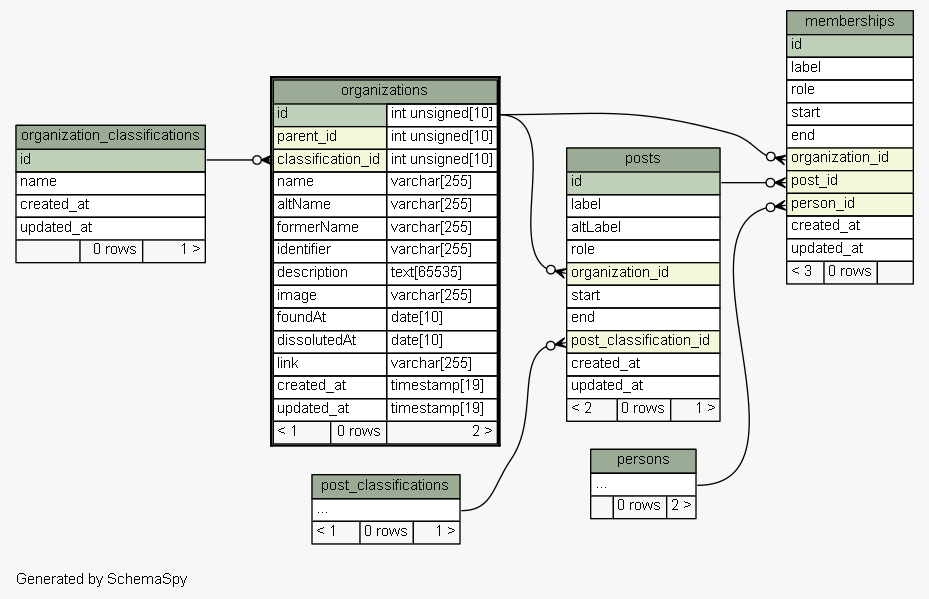 organization_classifications
id
name
created_at
updated_at
0 rows 1 >
organizations
id int unsigned[10]
parent_id int unsigned[10]
classification_id int unsigned[10]
name varchar[255]
altName varchar[255]
formerName varchar[255]
identifier varchar[255]
description text[65535]
image varchar[255]
foundAt date[10]
dissolutedAt date[10]
link varchar[255]
created_at timestamp[19]
updated_at timestamp[19]
< 1 0 rows 2 >
posts
id
label
altLabel
role
organization_id
start
end
post_classification_id
created_at
updated_at
< 2 0 rows 1 >
memberships
id
label
role
start
end
organization_id
post_id
person_id
created_at
updated_at
< 3 0 rows
post_classifications
...
< 1 0 rows 1 >
persons
...
0 rows 2 >
Generated by SchemaSpy